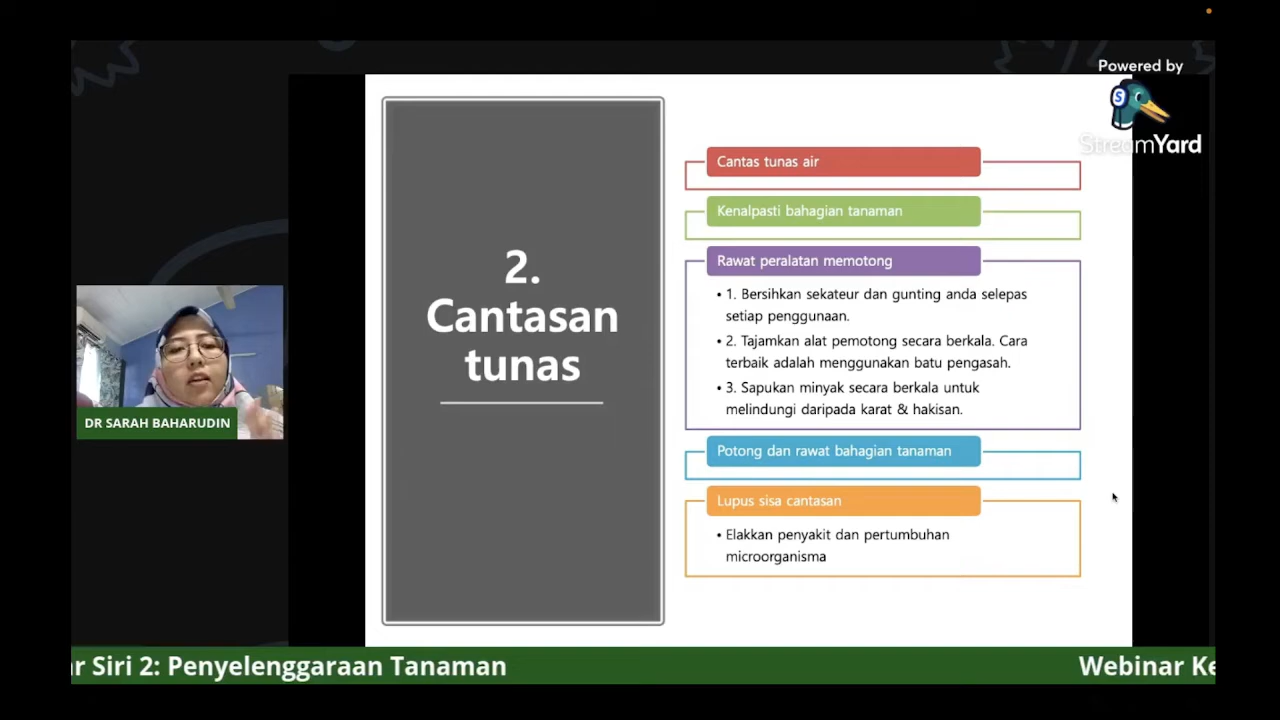 Powered by
StreamYard
2.
Cantasan
tunas
Cantas tunas air
Kenalpasti bahagian tanaman
Rawat peralatan memotong
• 1. Bersihkan sekateur dan gunting anda selepas
setiap penggunaan.
• 2. Tajamkan alat pemotong secara berkala. Cara
terbaik adalah menggunakan batu pengasah.
• 3. Sapukan minyak secara berkala untuk
melindungi daripada karat & hakisan.
Potong dan rawat bahagian tanaman
Lupus sisa cantasan
• Elakkan penyakit dan pertumbuhan
microorganisma
DR SARAH BAHARUDIN
r Siri 2: Penyelenggaraan Tanaman
Webinar Ke